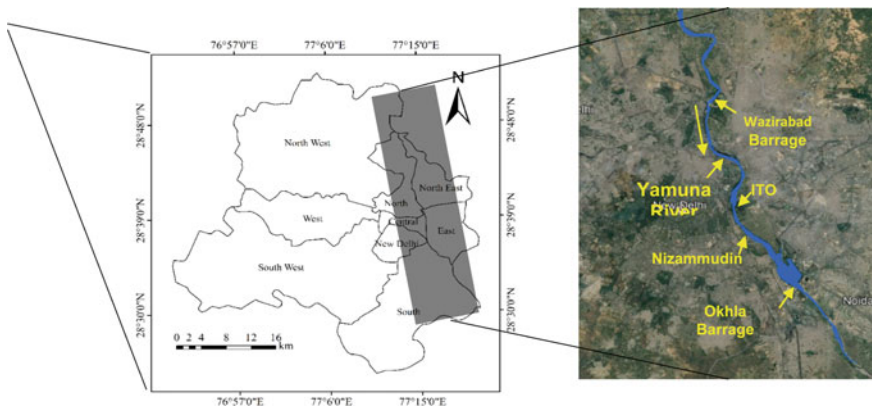 76°57'0"E 77°6'0"E 77°15'0"E
N
28°48'0"N
28°48'0"N
North West
North East
North
28°39'0"N
28°39'0"N
West
Central
East
New Delhi
South West
28°30'0"N
28°30'0"N
South
0 2 4 8 12 16
km
76°57'0"E 77°6'0"E 77°15'0"E
Wazirabad
Barrage
Yamuna
ITO
New Delhi
River
Nizammudin
Okhla
Barrage
Noida